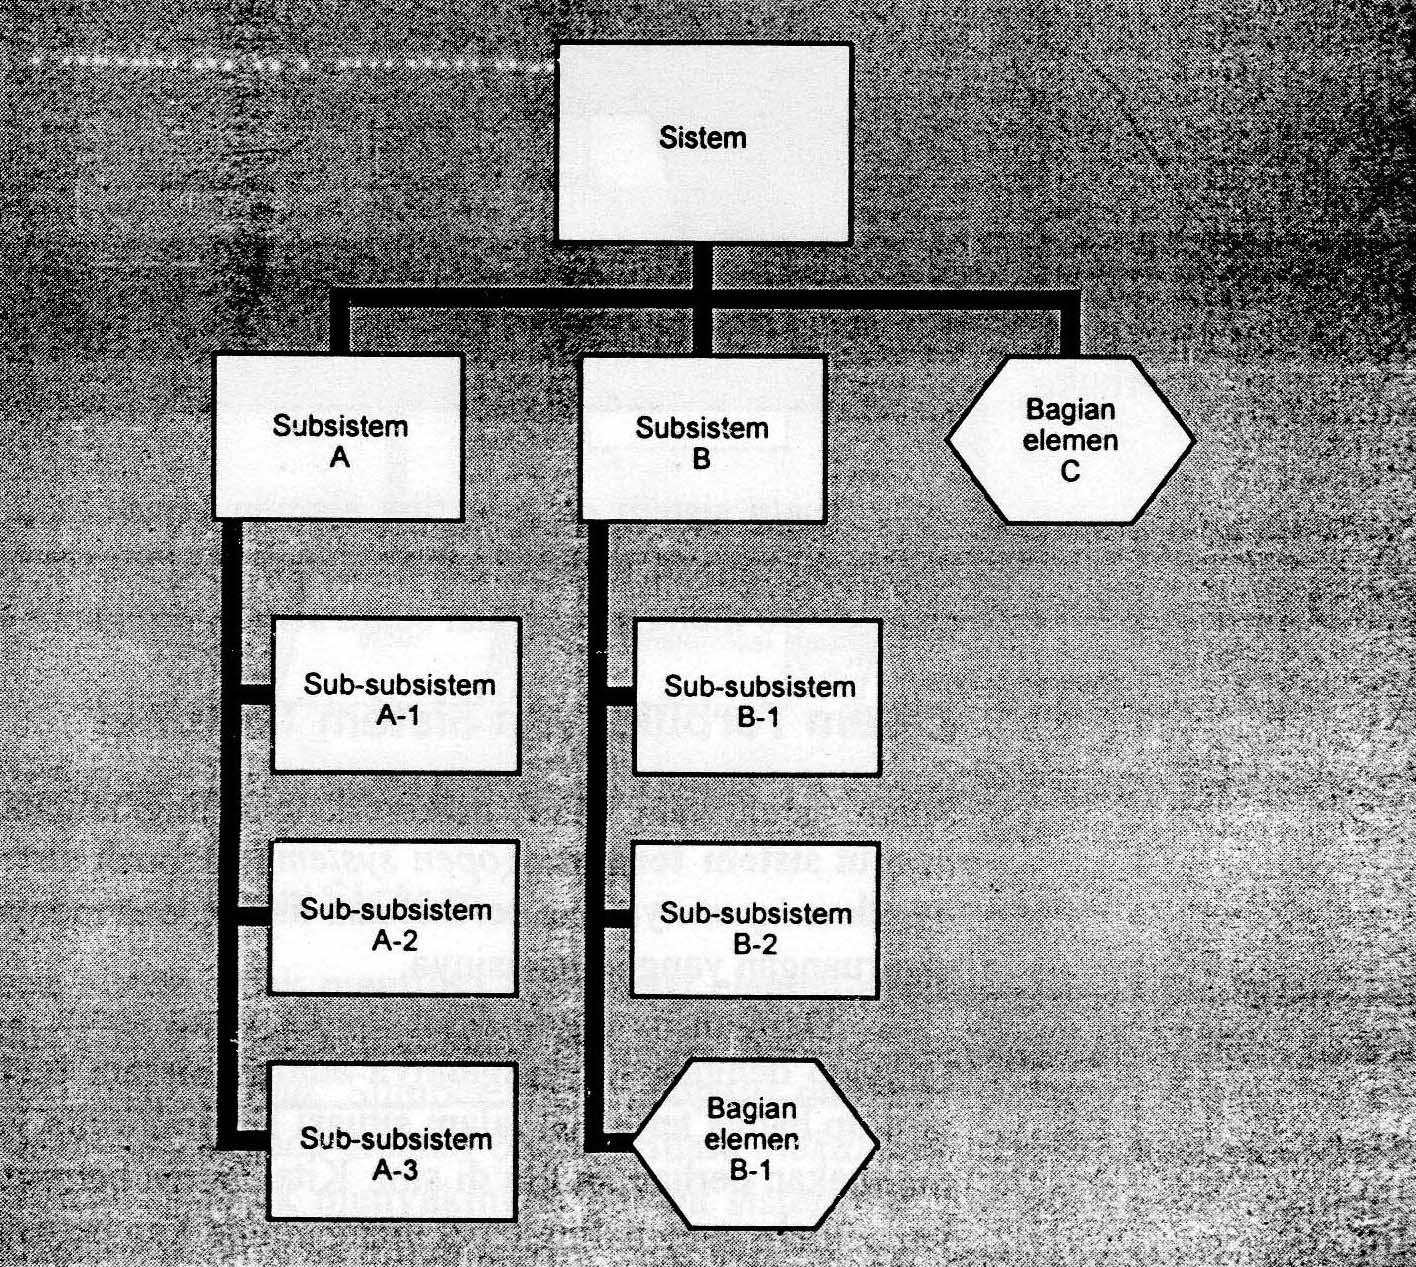 Sistem
Subsistem
A
Subsistem
B
Bagian
elemen
C
Sub-subsistem
A-1
Sub-subsistem
B-1
Sub-subsistem
A-2
Sub-subsistem
B-2
Sub-subsistem
A-3
Bagian
elemen
B-1